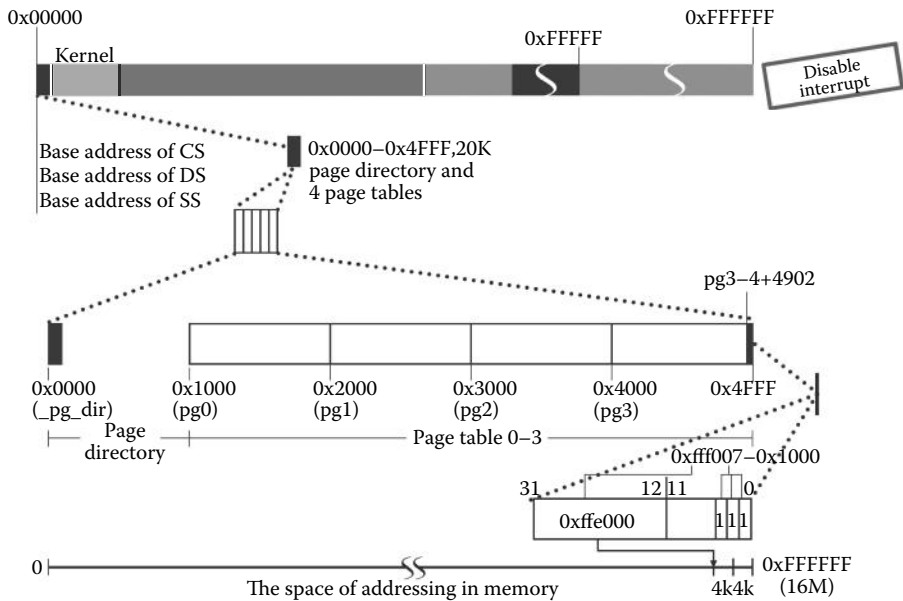 0x00000
0xFFFFFF
0xFFFFF
Kernel
Disable
interrupt
Base address of CS
Base address of DS
Base address of SS
0x0000–0x4FFF,20K
page directory and
4 page tables
pg3–4+4902
0x0000
(_pg_dir)
0x1000
(pg0)
0x2000
(pg1)
0x3000
(pg2)
0x4000
(pg3)
0x4FFF
Page
directory
Page table 0–3
0xfff007–0x1000
31
12
11
0
0xffe000
1
1
1
0
The space of addressing in memory
4k
4k
0xFFFFFF
(16M)